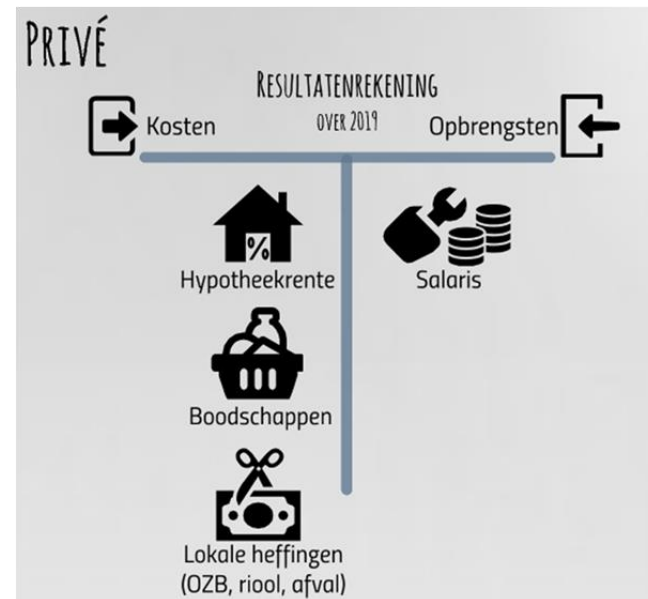 PRIVÉ
RESULTATENREKENING
OVER 2019
Kosten
Opbrengsten
%
Hypotheekrente
Salaris
Boodschappen
Lokale heffingen
(OZB, riool, afval)